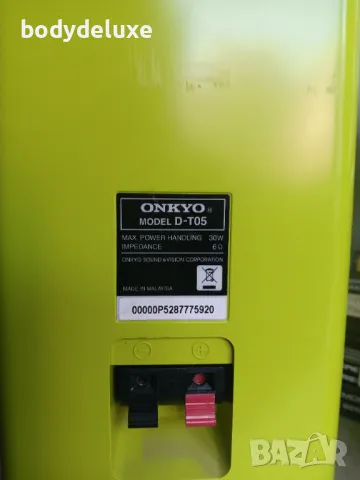 bodydeluxe
ONKYO®
MODEL D-T05
MAX. POWER HANDLING 30W
IMPEDANCE 6Ω
ONKYO SOUND & VISION CORPORATION
MADE IN MALAYSIA
00000P5287775920
BAZAR